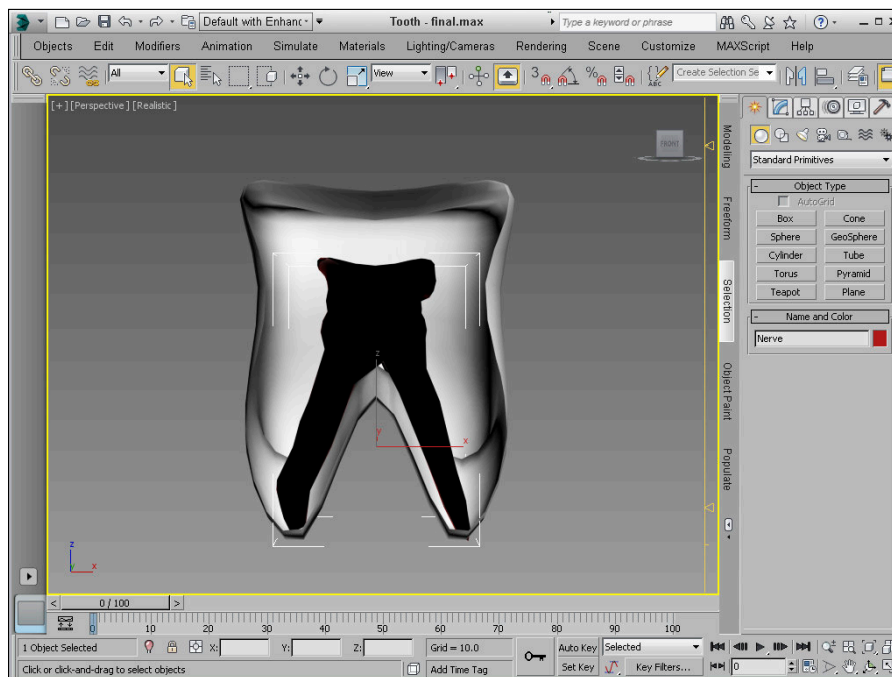 Default with Enhanc
Tooth - final.max
Type a keyword or phrase
Objects Edit Modifiers Animation Simulate Materials Lighting/Cameras Rendering Scene Customize MAXScript Help
All
View
3
%
ABC
Create Selection Se
[+][Perspective][Realistic]
FRONT
z
x
y
z
x
Modeling
Freeform
Selection
Object Paint
Populate
Standard Primitives
- Object Type
AutoGrid
Box Cone
Sphere GeoSphere
Cylinder Tube
Torus Pyramid
Teapot Plane
- Name and Color
Nerve
< 0 / 100 >
0 10 20 30 40 50 60 70 80 90 100
1 Object Selected X: Y: Z: Grid = 10.0 Auto Key Selected
Click or click-and-drag to select objects Add Time Tag Set Key Key Filters... 0